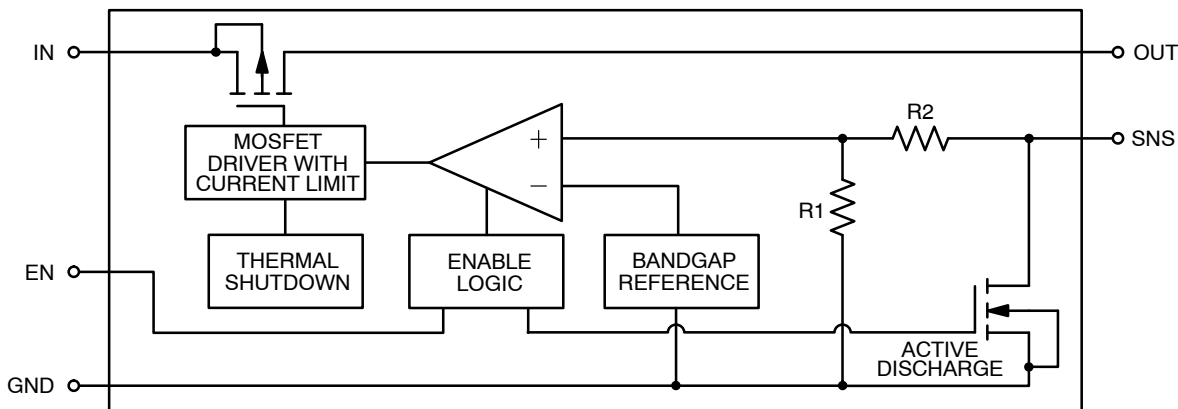 IN
OUT
R2
SNS
MOSFET
DRIVER WITH
CURRENT LIMIT
+
−
R1
THERMAL
SHUTDOWN
ENABLE
LOGIC
BANDGAP
REFERENCE
EN
ACTIVE
DISCHARGE
GND